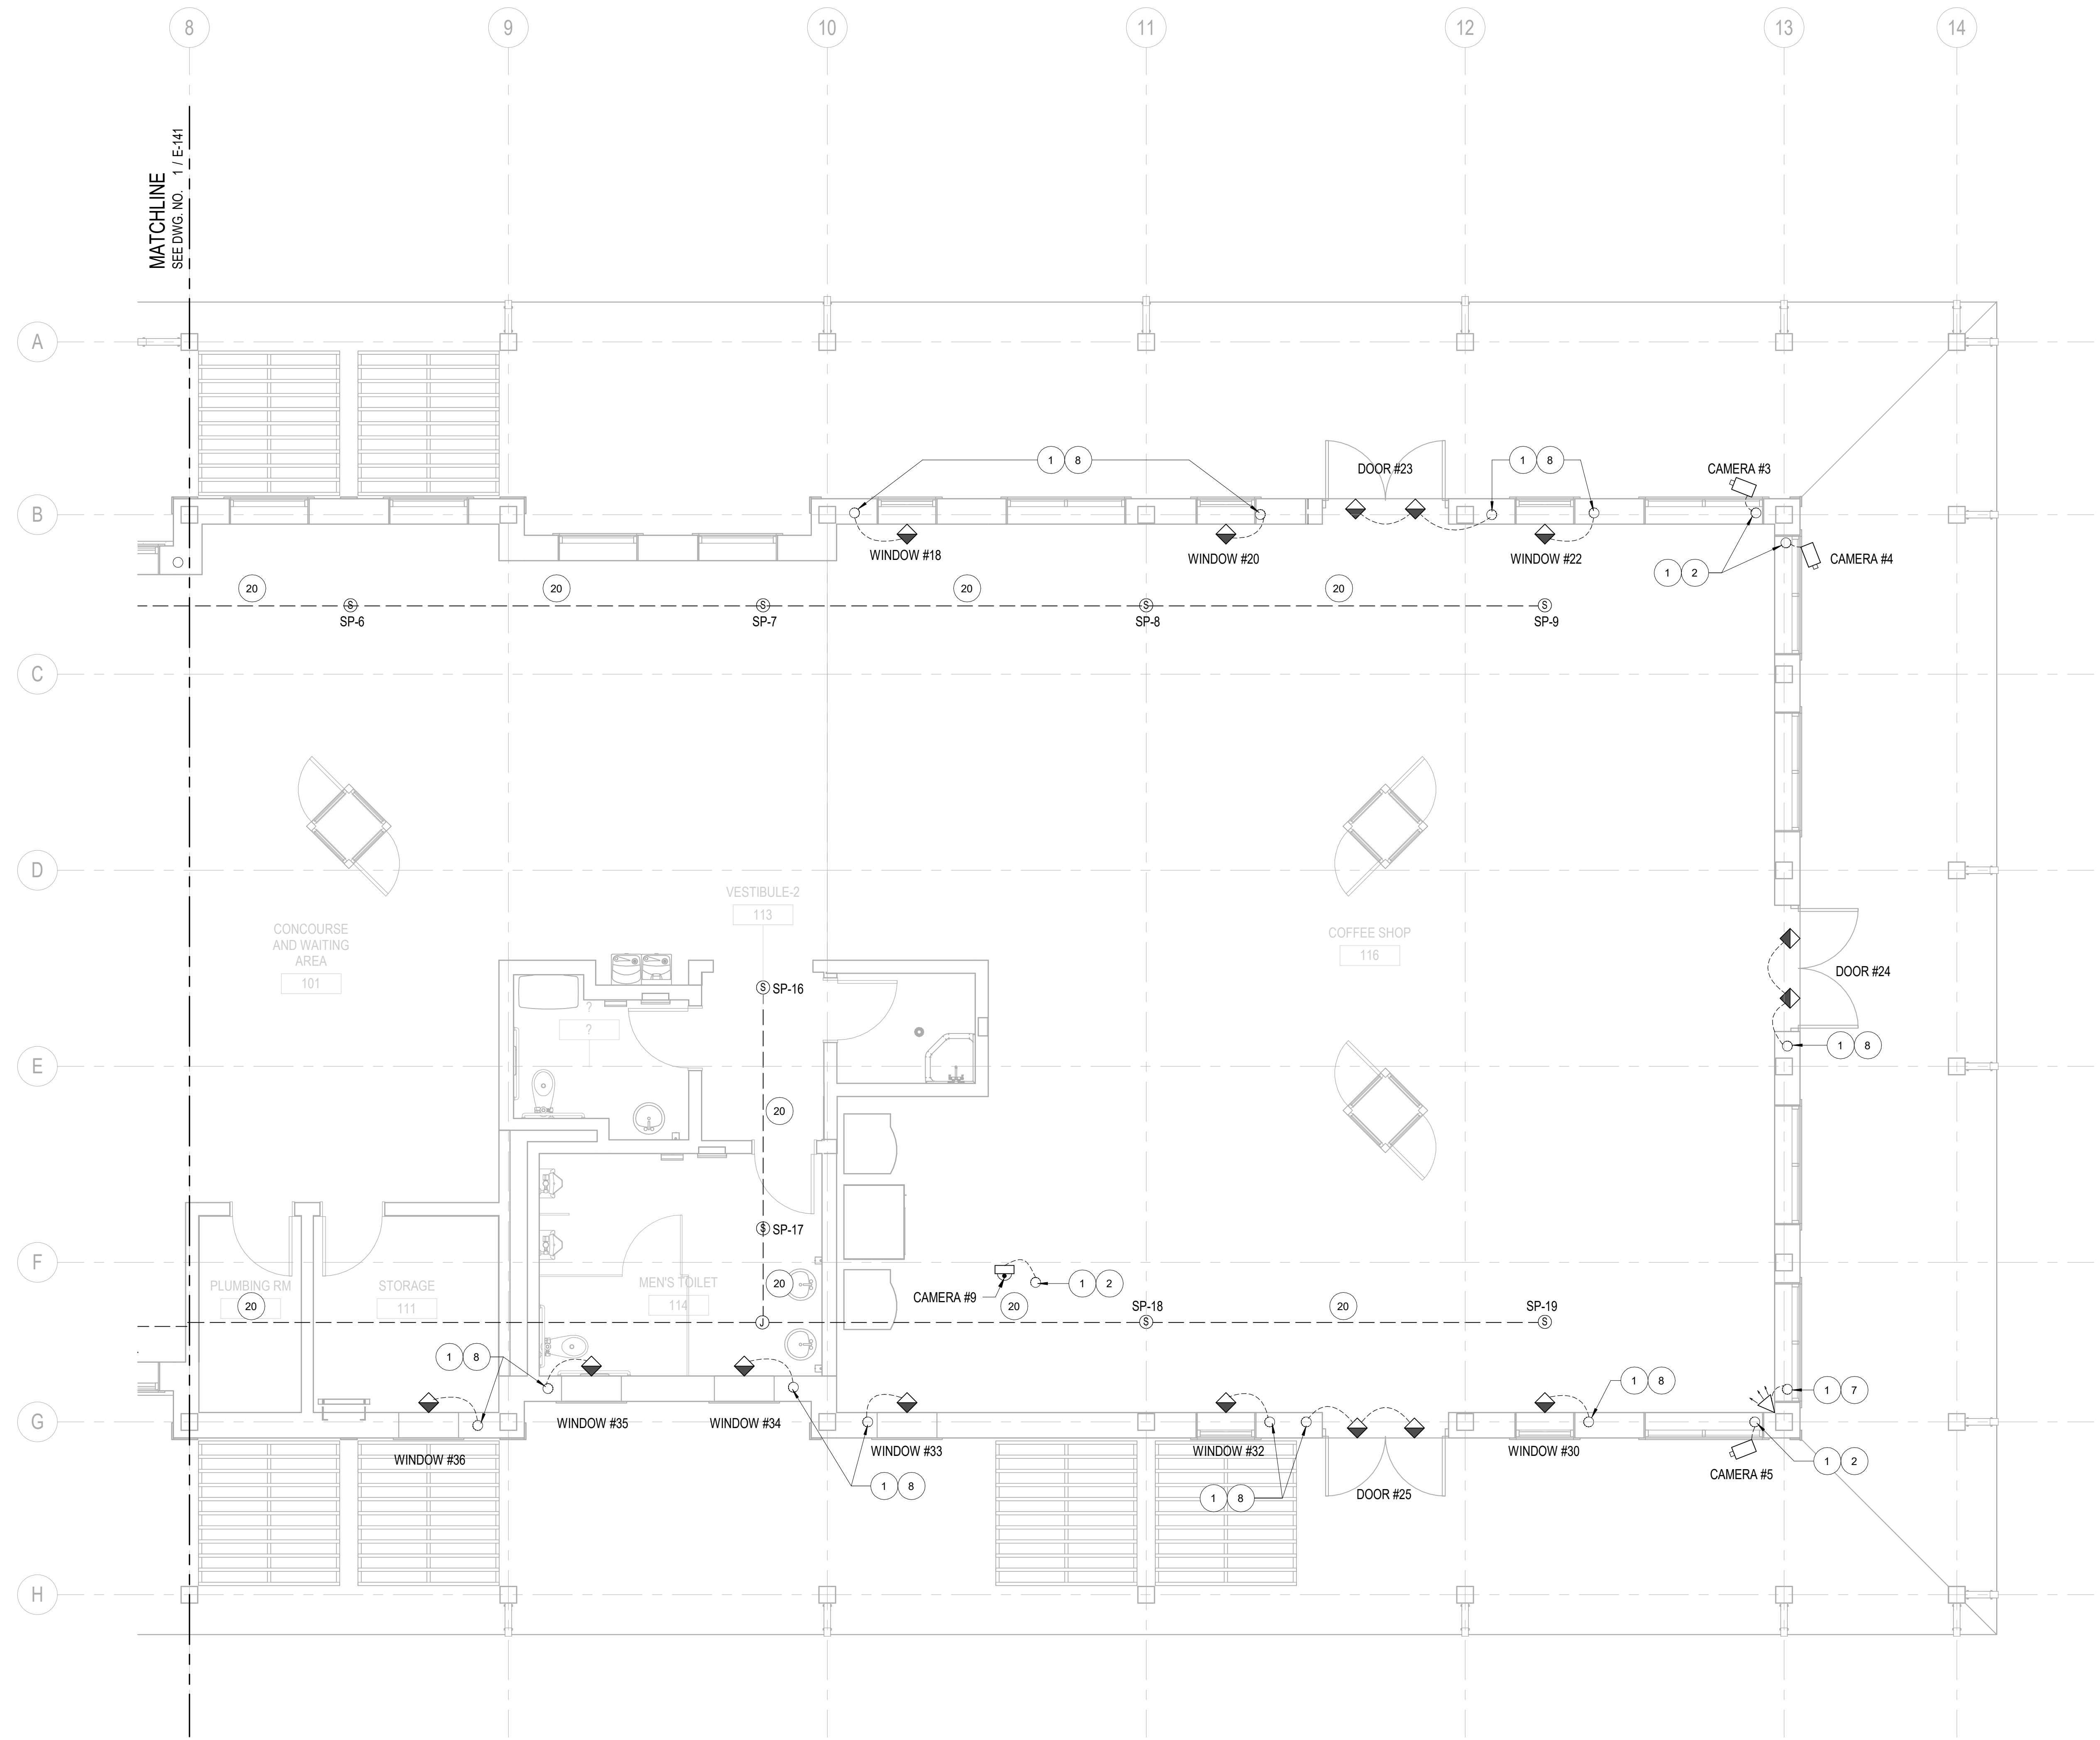 8
9
10
11
12
13
14
MATCHLINE
SEE DWG. NO. 1 / E-141
A
1
8
DOOR #23
1
8
CAMERA #3
B
WINDOW #18
WINDOW #20
WINDOW #22
CAMERA #4
1
2
20
20
20
20
S
S
S
S
SP-6
SP-7
SP-8
SP-9
C
D
VESTIBULE-2
113
CONCOURSE
AND WAITING
AREA
101
COFFEE SHOP
116
DOOR #24
S
SP-16
?
?
1
8
E
20
S
SP-17
F
PLUMBING RM
20
STORAGE
111
MEN'S TOILET
114
20
CAMERA #9
1
2
20
SP-18
20
SP-19
J
S
S
1
8
1
8
1
7
G
WINDOW #36
WINDOW #35
WINDOW #34
WINDOW #33
WINDOW #32
WINDOW #30
CAMERA #5
1
2
1
8
1
8
DOOR #25
H